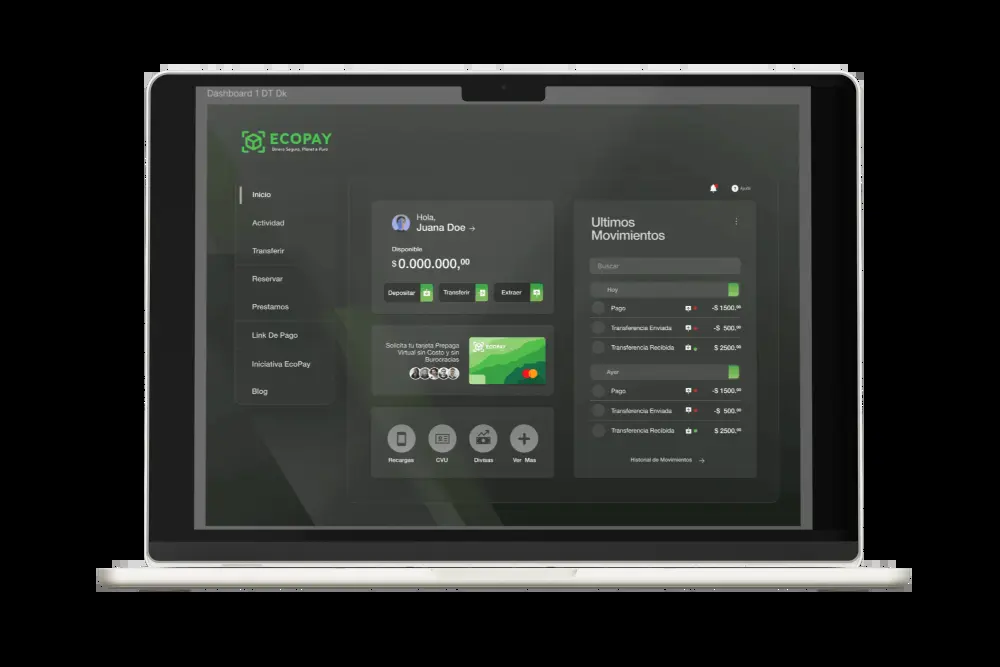 Dashboard 1 DT Dk
ECOPAY
Dinero Seguro, Planeta Puro
Inicio
Actividad
Transferir
Reservar
Prestamos
Link De Pago
Iniciativa EcoPay
Blog
Ayuda
Hola,
Juana Doe →
Disponible
$0.000.000,⁰⁰
Depositar
Transferir
Extraer
Solicita tu tarjeta Prepaga
Virtual sin Costo y sin
Burocracias
ECOPAY
Recargas
CVU
Divisas
Ver Mas
Ultimos
Movimientos
Buscar
Hoy
Pago -$ 1500,⁰⁰
Transferencia Enviada -$ 500,⁰⁰
Transferencia Recibida $ 2500,⁰⁰
Ayer
Pago -$ 1500,⁰⁰
Transferencia Enviada -$ 500,⁰⁰
Transferencia Recibida $ 2500,⁰⁰
Historial de Movimientos →